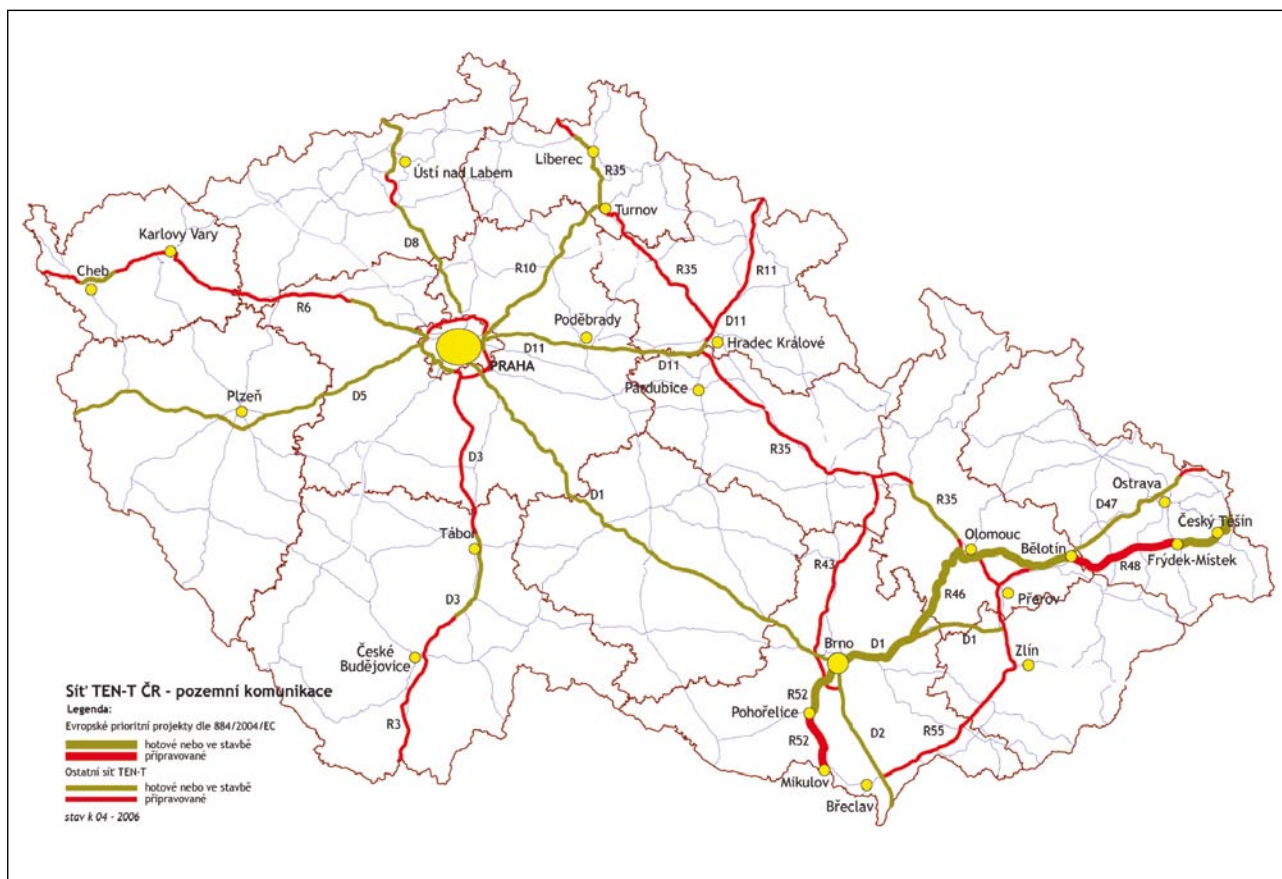 Liberec
R35
Ústí nad Labem
Turnov
Karlovy Vary
D8
Cheb
R10
R35
R11
R6
Poděbrady
D11
D11
Hradec Králové
D11
PRAHA
Pardubice
Plzeň
D5
D3
R35
D1
R35
Ostrava
D47
Český Těšín
Tábor
Olomouc
Bělotín
R43
R48
Frýdek-Místek
R46
Přerov
D3
Brno
D1
D1
České
Budějovice
Zlín
Síť TEN-T ČR - pozemní komunikace
Legenda:
Evropské prioritní projekty dle 884/2004/EC
hotové nebo ve stavbě
připravované
Ostatní síť TEN-T
hotové nebo ve stavbě
připravované
stav k 04 - 2006
R3
R52
Pohořelice
R52
D2
R55
Mikulov
Břeclav